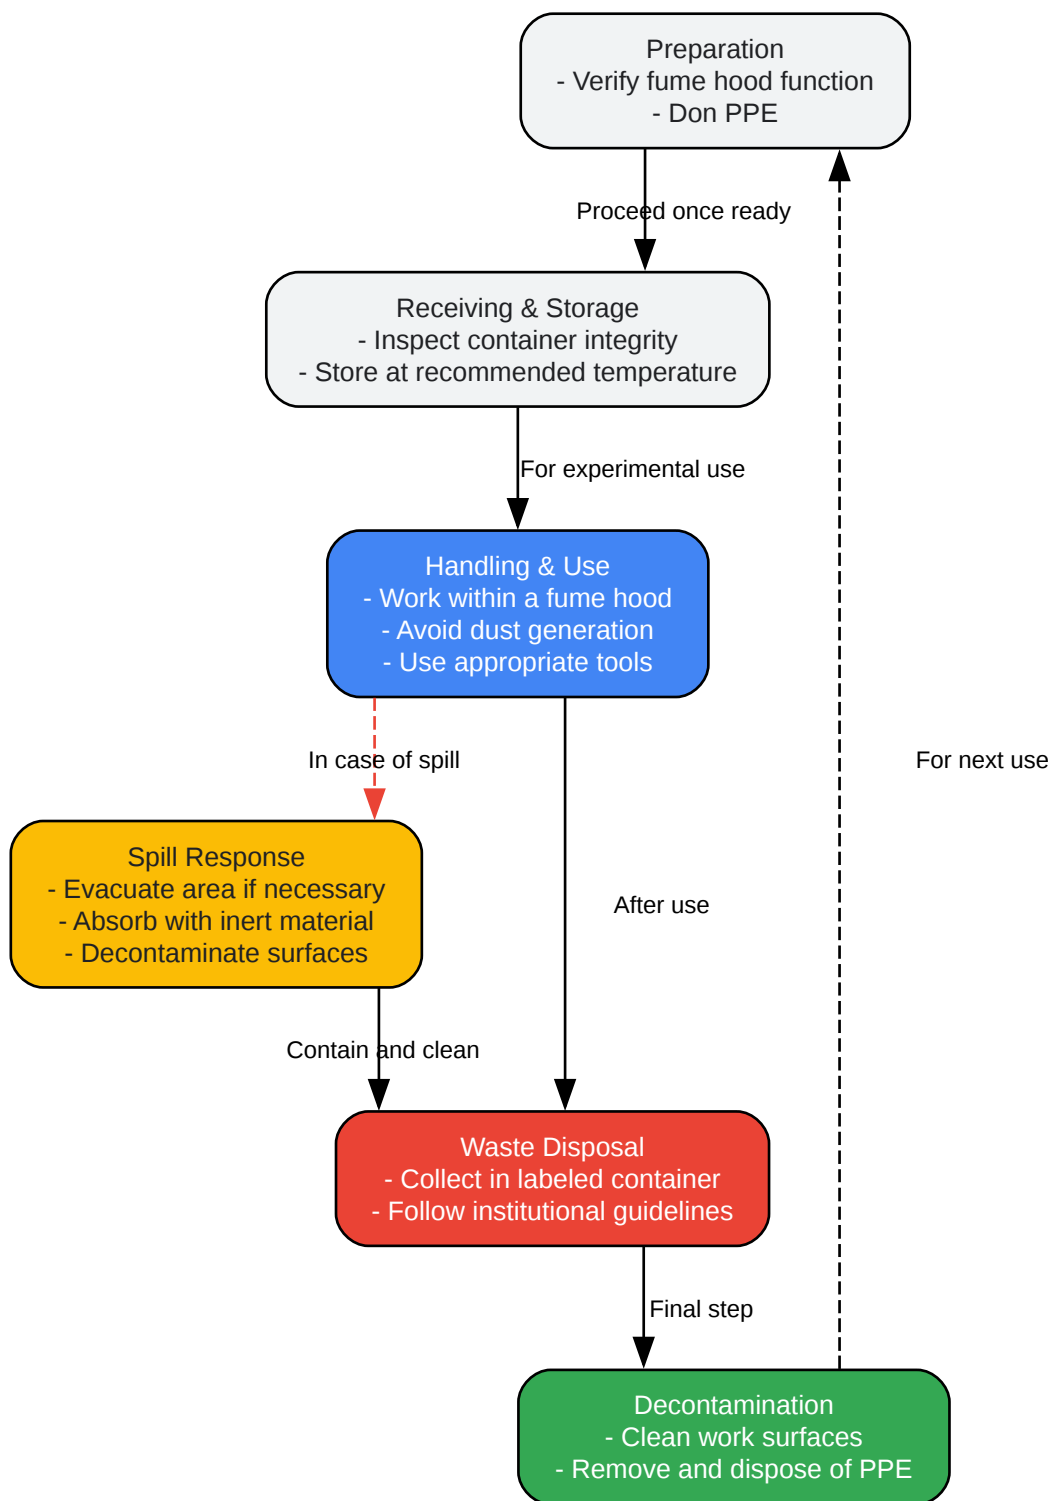 Preparation
- Verify fume hood function
- Don PPE
Proceed once ready
Receiving & Storage
- Inspect container integrity
- Store at recommended temperature
For experimental use
Handling & Use
- Work within a fume hood
- Avoid dust generation
- Use appropriate tools
In case of spill
For next use
Spill Response
- Evacuate area if necessary
- Absorb with inert material
- Decontaminate surfaces
After use
Contain and clean
Waste Disposal
- Collect in labeled container
- Follow institutional guidelines
Final step
Decontamination
- Clean work surfaces
- Remove and dispose of PPE